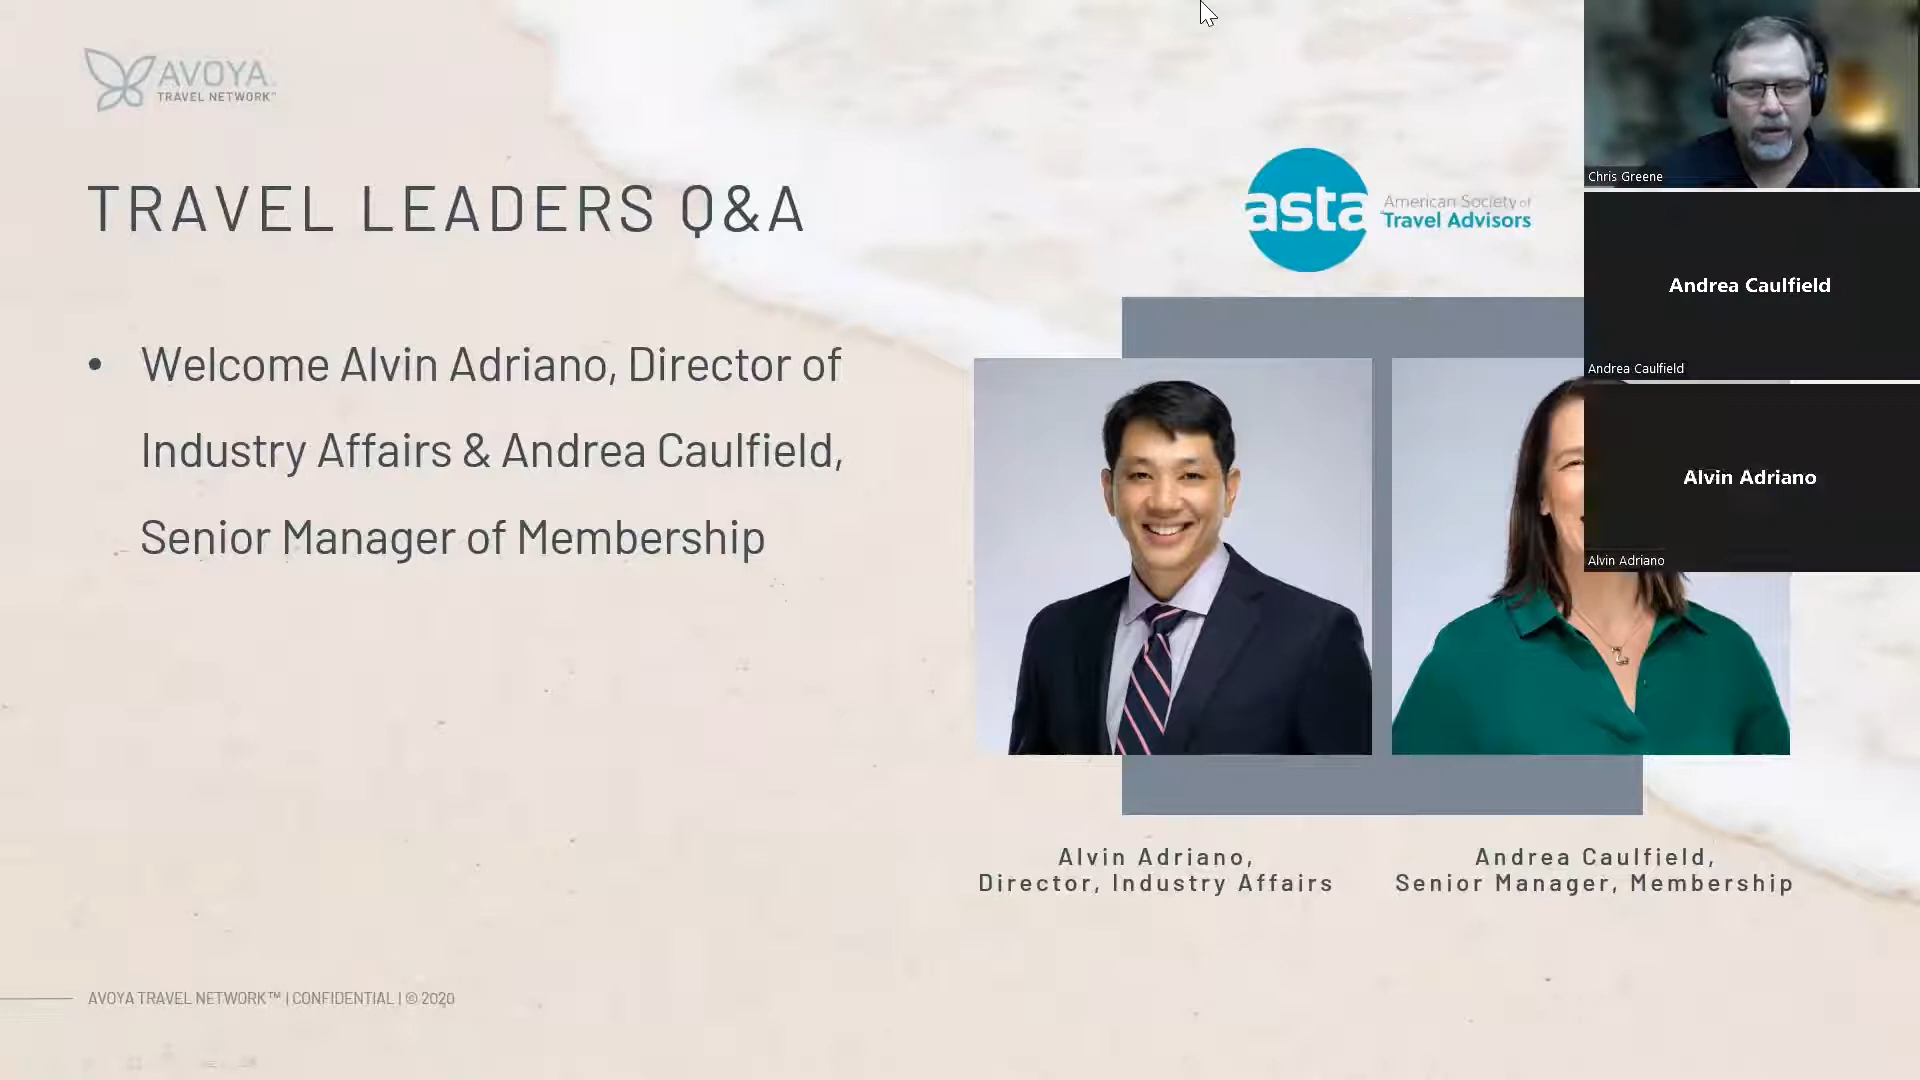 AVOYA
TRAVEL NETWORK™
TRAVEL LEADERS Q&A
• Welcome Alvin Adriano, Director of
Industry Affairs & Andrea Caulfield,
Senior Manager of Membership
asta
American Society of
Travel Advisors
Alvin Adriano,
Director, Industry Affairs
Andrea Caulfield,
Senior Manager, Membership
AVOYA TRAVEL NETWORK™ | CONFIDENTIAL | © 2020
Chris Greene
Andrea Caulfield
Andrea Caulfield
Alvin Adriano
Alvin Adriano